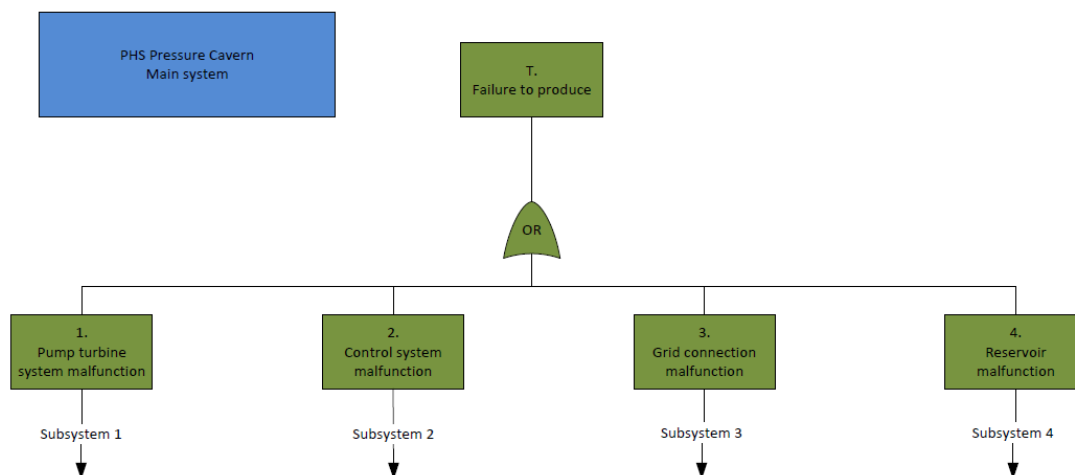 PHS Pressure Cavern
Main system
T.
Failure to produce
OR
1.
Pump turbine
system malfunction
2.
Control system
malfunction
3.
Grid connection
malfunction
4.
Reservoir
malfunction
Subsystem 1
Subsystem 2
Subsystem 3
Subsystem 4